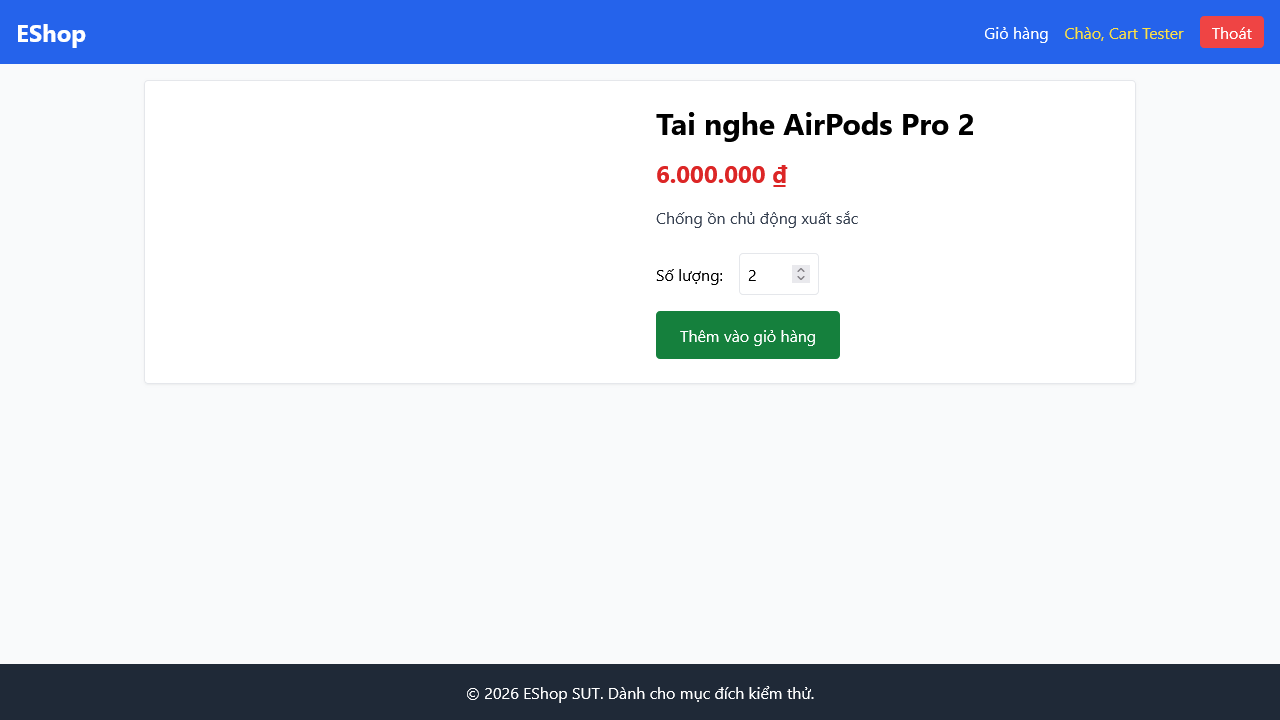 EShop
Giỏ hàng
Chào, Cart Tester
Thoát
Tai nghe AirPods Pro 2
6.000.000 ₫
Chống ồn chủ động xuất sắc
Số lượng:
2
Thêm vào giỏ hàng
© 2026 EShop SUT. Dành cho mục đích kiểm thử.